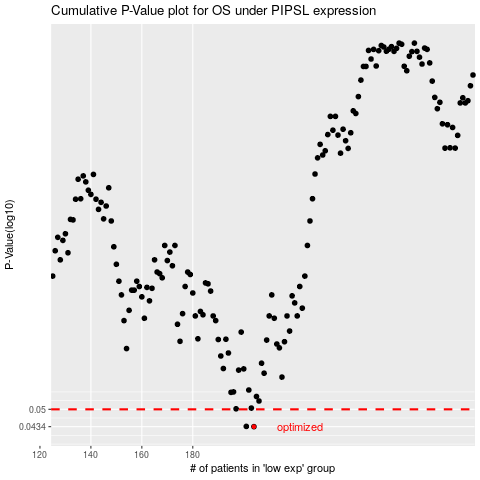 Cumulative P-Value plot for OS under PIPSL expression
P-Value(log10)
0.05
0.0434
optimized
120 140 160 180
# of patients in 'low exp' group